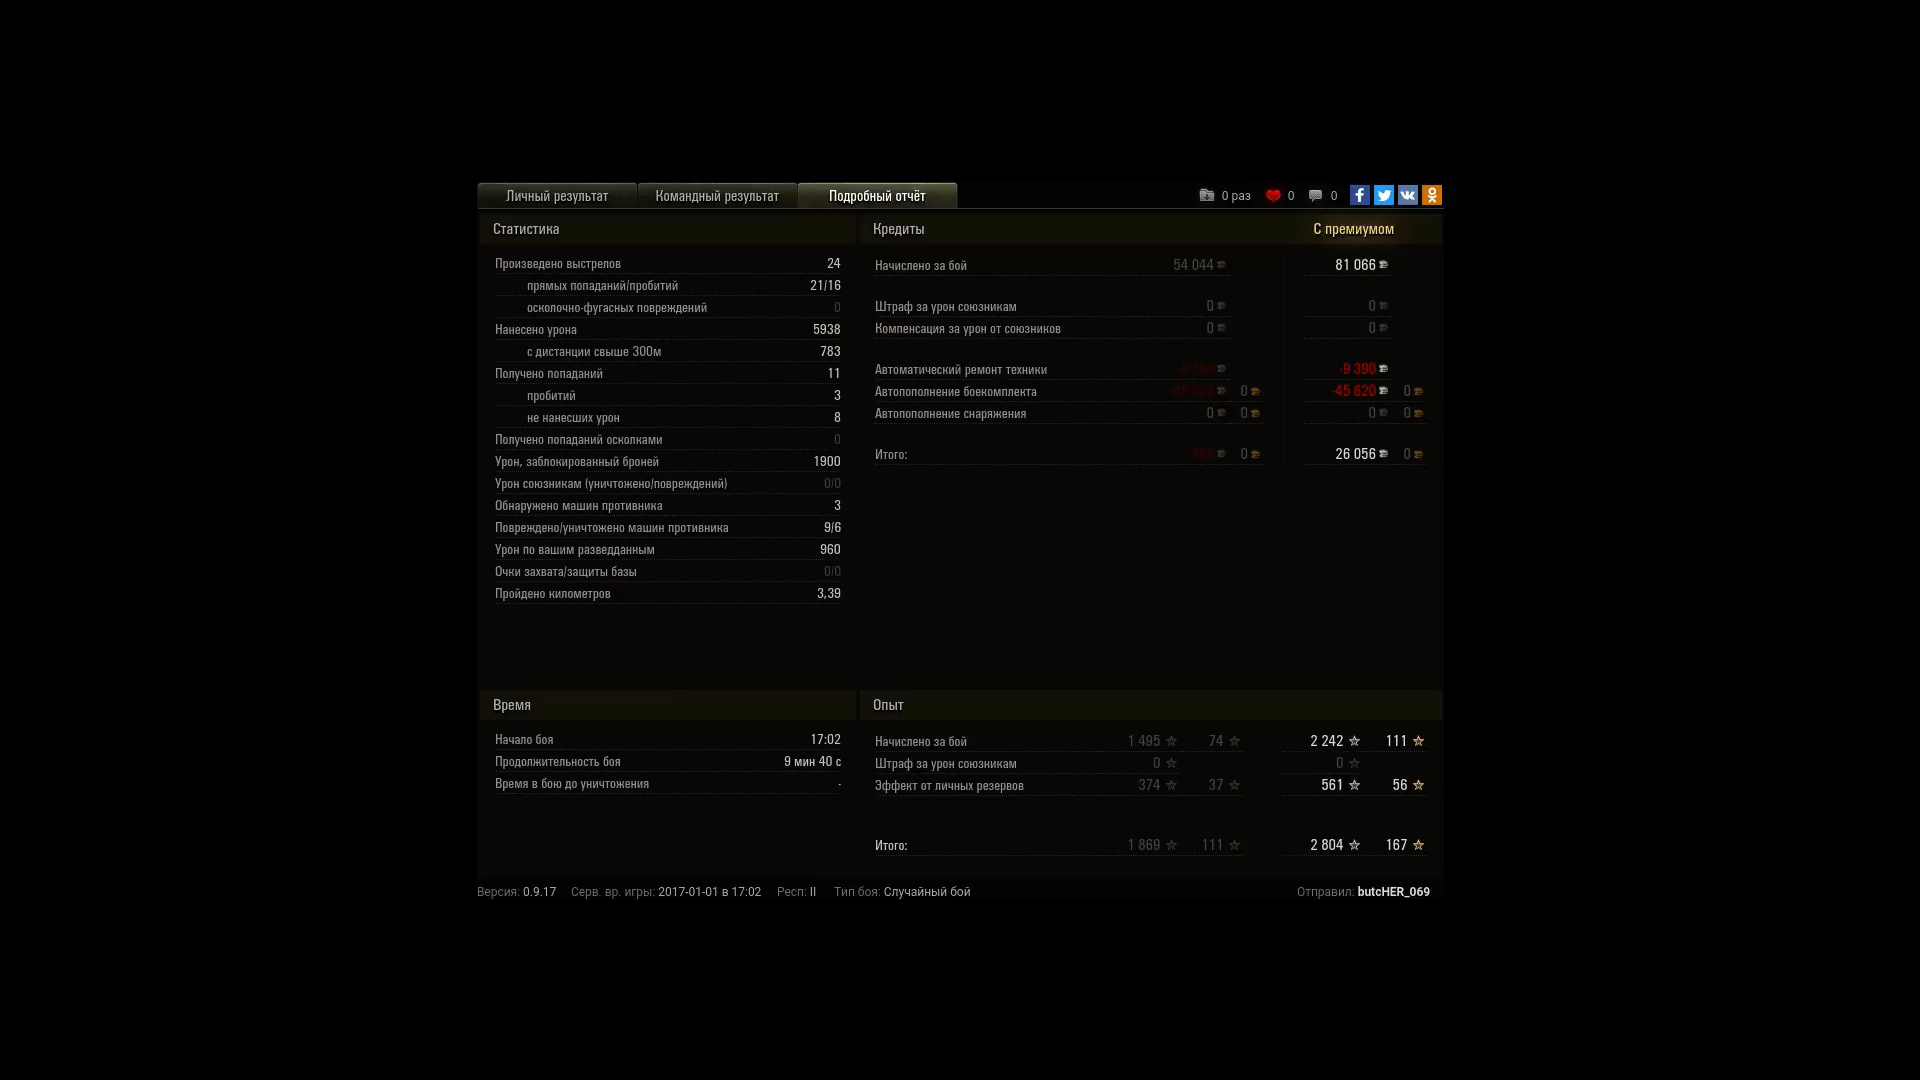 Личный результат Командный результат Подробный отчёт 0 раз 0 0
Статистика
Произведено выстрелов 24
прямых попаданий/пробитий 21/16
осколочно-фугасных повреждений 0
Нанесено урона 5938
с дистанции свыше 300м 783
Получено попаданий 11
пробитий 3
не нанесших урон 8
Получено попаданий осколками 0
Урон, заблокированный броней 1900
Урон союзникам (уничтожено/повреждений) 0/0
Обнаружено машин противника 3
Повреждено/уничтожено машин противника 9/6
Урон по вашим разведданным 960
Очки захвата/защиты базы 0/0
Пройдено километров 3,39
Кредиты С премиумом
Начислено за бой 54 044 81 066
Штраф за урон союзникам 0 0
Компенсация за урон от союзников 0 0
Автоматический ремонт техники -9 390
Автопополнение боекомплекта 0 -45 620 0
Автопополнение снаряжения 0 0 0 0
Итого: 0 26 056 0
Время
Начало боя 17:02
Продолжительность боя 9 мин 40 с
Время в бою до уничтожения -
Опыт
Начислено за бой 1 495 74 2 242 111
Штраф за урон союзникам 0 0
Эффект от личных резервов 374 37 561 56
Итого: 1 869 111 2 804 167
Версия: 0.9.17 Серв. вр. игры: 2017-01-01 в 17:02 Респ: II Тип боя: Случайный бой Отправил: butcHER_069